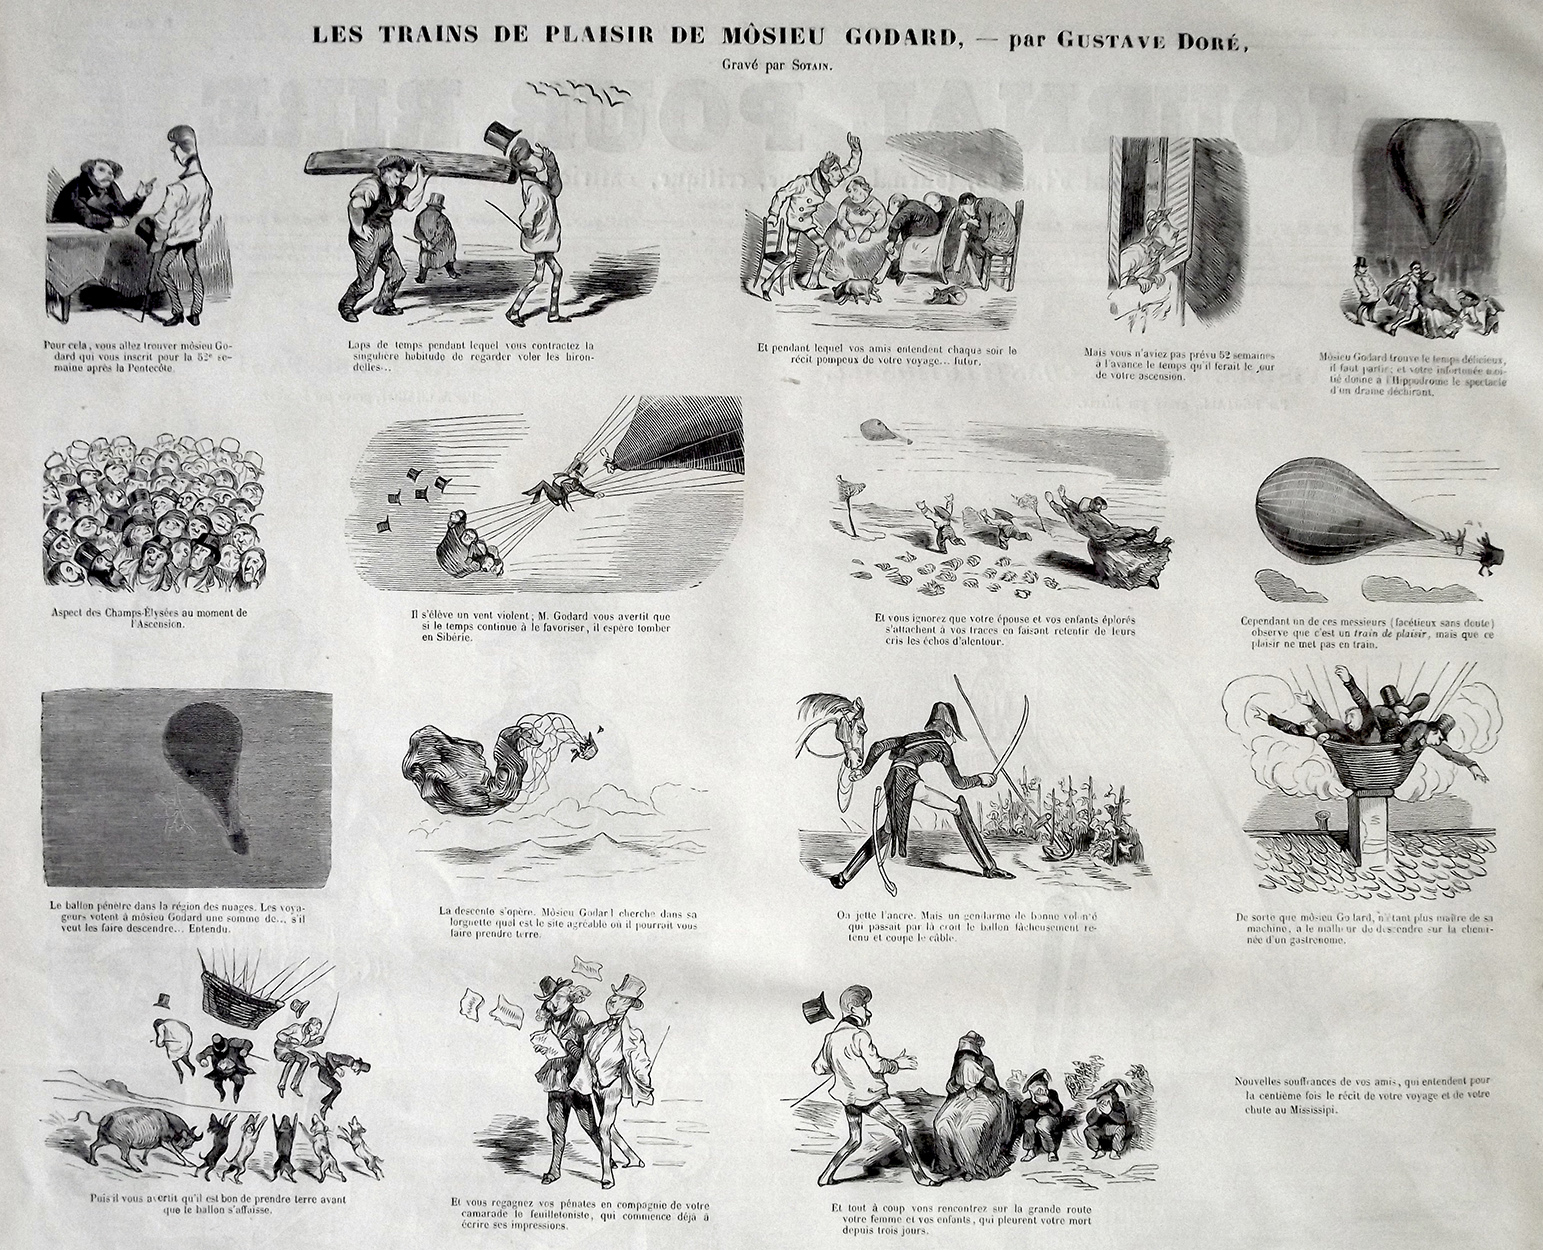 LES TRAINS DE PLAISIR DE MÔSIEU GODARD, — par GUSTAVE DORÉ,
Gravé par SOTAIN.
Pour cela, vous allez trouver môsieu Go-
dard qui vous inscrit pour la 52e se-
maine après la Pentecôte.
Laps de temps pendant lequel vous contractez la
singulière habitude de regarder voler les hiron-
delles...
Et pendant lequel vos amis entendent chaque soir le
récit pompeux de votre voyage... futur.
Mais vous n'aviez pas prévu 52 semaines
à l'avance le temps qu'il ferait le jour
de votre ascension.
Môsieu Godard trouve le temps délicieux,
il faut partir; et votre infortunée moi-
tié donne à l'Hippodrome le spectacle
d'un drame déchirant.
Aspect des Champs-Élysées au moment de
l'Ascension.
Il s'élève un vent violent; M. Godard vous avertit que
si le temps continue à le favoriser, il espère tomber
en Sibérie.
Et vous ignorez que votre épouse et vos enfants éplorés
s'attachent à vos traces en faisant retentir de leurs
cris les échos d'alentour.
Cependant un de ces messieurs (facétieux sans doute)
observe que c'est un train de plaisir, mais que ce
plaisir ne met pas en train.
Le ballon pénètre dans la région des nuages. Les voya-
geurs votent à môsieu Godard une somme de... s'il
veut les faire descendre... Entendu.
La descente s'opère. Môsieu Godard cherche dans sa
lorgnette quel est le site agréable où il pourrait vous
faire prendre terre.
On jette l'ancre. Mais un gendarme de bonne volonté
qui passait par là croit le ballon fâcheusement re-
tenu et coupe le câble.
De sorte que môsieu Godard, n'étant plus maître de sa
machine, a le malheur de descendre sur la chemi-
née d'un gastronome.
Puis il vous avertit qu'il est bon de prendre terre avant
que le ballon s'affaisse.
Et vous regagnez vos pénates en compagnie de votre
camarade le feuilletoniste, qui commence déjà à
écrire ses impressions.
Et tout à coup vous rencontrez sur la grande route
votre femme et vos enfants, qui pleurent votre mort
depuis trois jours.
Nouvelles souffrances de vos amis, qui entendent pour
la centième fois le récit de votre voyage et de votre
chute au Mississipi.